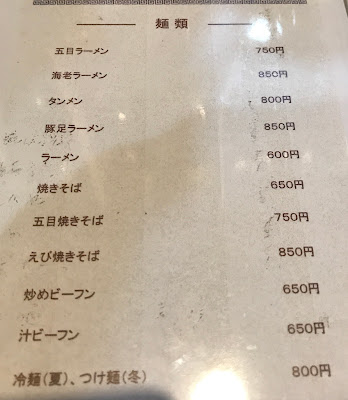 麺類
五目ラーメン 750円
海老ラーメン 850円
タンメン 800円
豚足ラーメン 850円
ラーメン 600円
焼きそば 650円
五目焼きそば 750円
えび焼きそば 850円
炒めビーフン 650円
汁ビーフン 650円
冷麺(夏)、つけ麺(冬) 800円